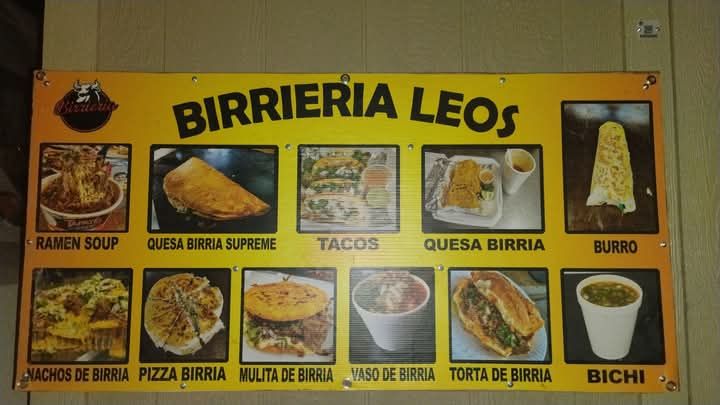 Birrieria
BIRRIERIA LEOS
RAMEN SOUP
QUESA BIRRIA SUPREME
TACOS
QUESA BIRRIA
BURRO
NACHOS DE BIRRIA
PIZZA BIRRIA
MULITA DE BIRRIA
VASO DE BIRRIA
TORTA DE BIRRIA
BICHI